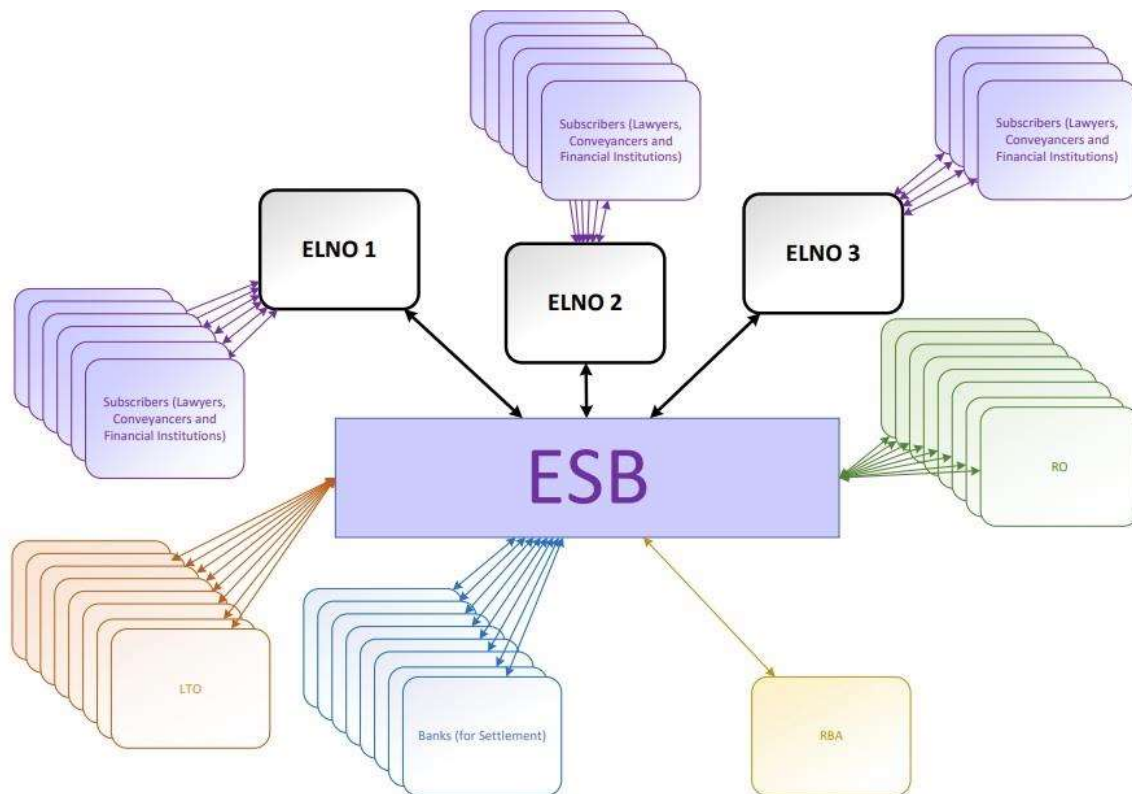 Subscribers (Lawyers,
Conveyancers and
Financial Institutions)
Subscribers (Lawyers,
Conveyancers and
Financial Institutions)
ELNO 1
ELNO 2
ELNO 3
Subscribers (Lawyers,
Conveyancers and
Financial Institutions)
ESB
RO
LTO
Banks (for Settlement)
RBA